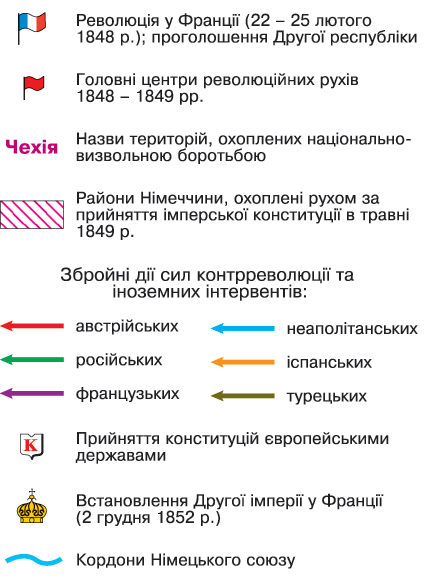 Революція у Франції (22 – 25 лютого
1848 р.); проголошення Другої республіки
Головні центри революційних рухів
1848 – 1849 рр.
Чехія
Назви територій, охоплених національно-
визвольною боротьбою
Райони Німеччини, охоплені рухом за
прийняття імперської конституції в травні
1849 р.
Збройні дії сил контрреволюції та
іноземних інтервентів:
австрійських
неаполітанських
російських
іспанських
французьких
турецьких
К
Прийняття конституцій європейськими
державами
Встановлення Другої імперії у Франції
(2 грудня 1852 р.)
Кордони Німецького союзу